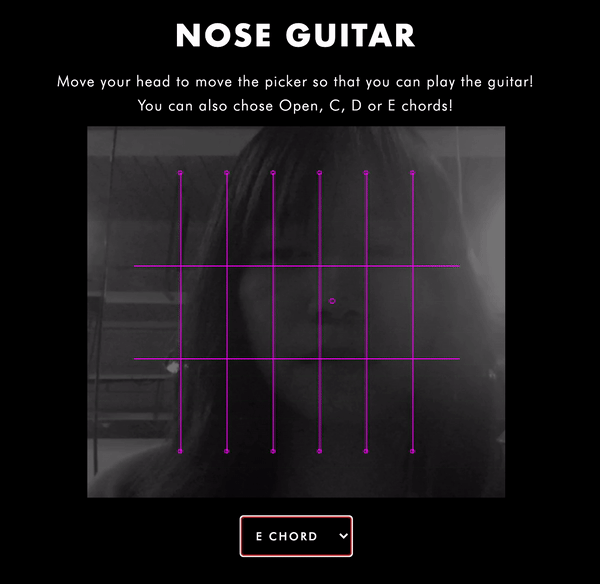 NOSE GUITAR
Move your head to move the picker so that you can play the guitar!
You can also chose Open, C, D or E chords!
E CHORD